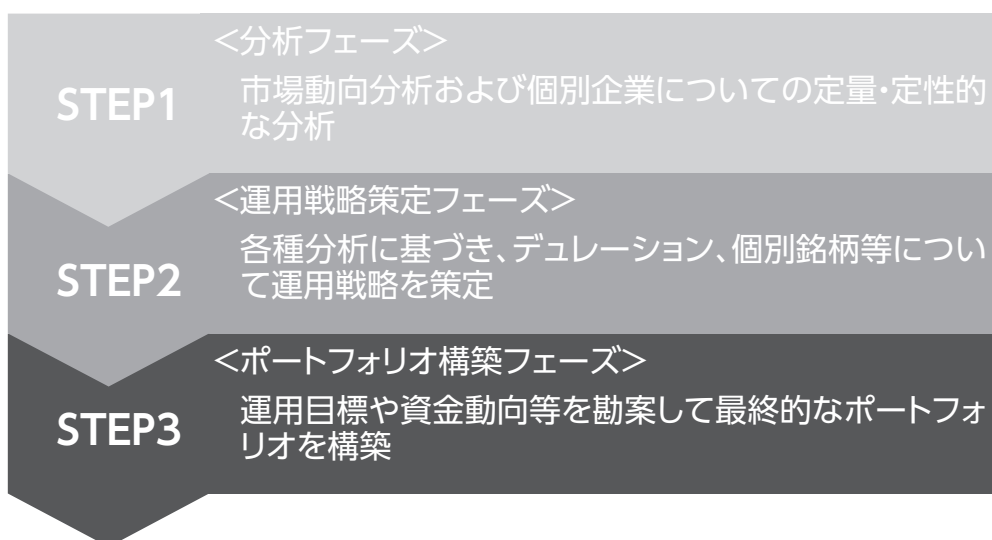 STEP1
<分析フェーズ>
市場動向分析および個別企業についての定量・定性的
な分析
STEP2
<運用戦略策定フェーズ>
各種分析に基づき、デュレーション、個別銘柄等につい
て運用戦略を策定
STEP3
<ポートフォリオ構築フェーズ>
運用目標や資金動向等を勘案して最終的なポートフォ
リオを構築